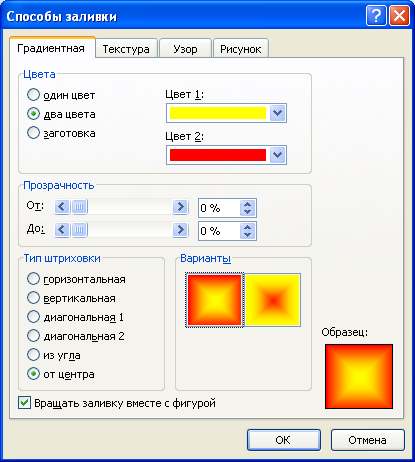 Способы заливки
Градиентная Текстура Узор Рисунок
Цвета
один цвет
два цвета
заготовка
Цвет 1:
Цвет 2:
Прозрачность
От: 0 %
До: 0 %
Тип штриховки
горизонтальная
вертикальная
диагональная 1
диагональная 2
из угла
от центра
Варианты
Образец:
Вращать заливку вместе с фигурой
ОК Отмена